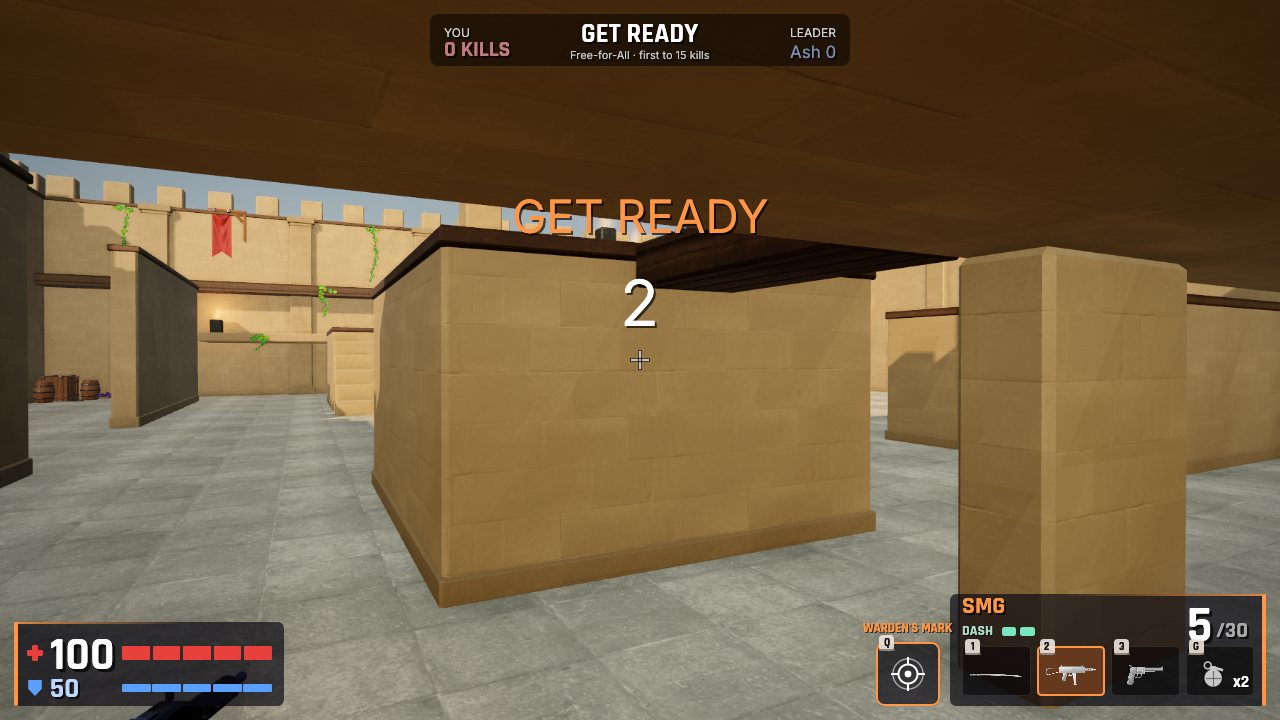 YOU
0 KILLS
GET READY
Free-for-All · first to 15 kills
LEADER
Ash 0
GET READY
2
100
50
WARDEN'S MARK
Q
SMG
DASH
5/30
1
2
3
G
x2